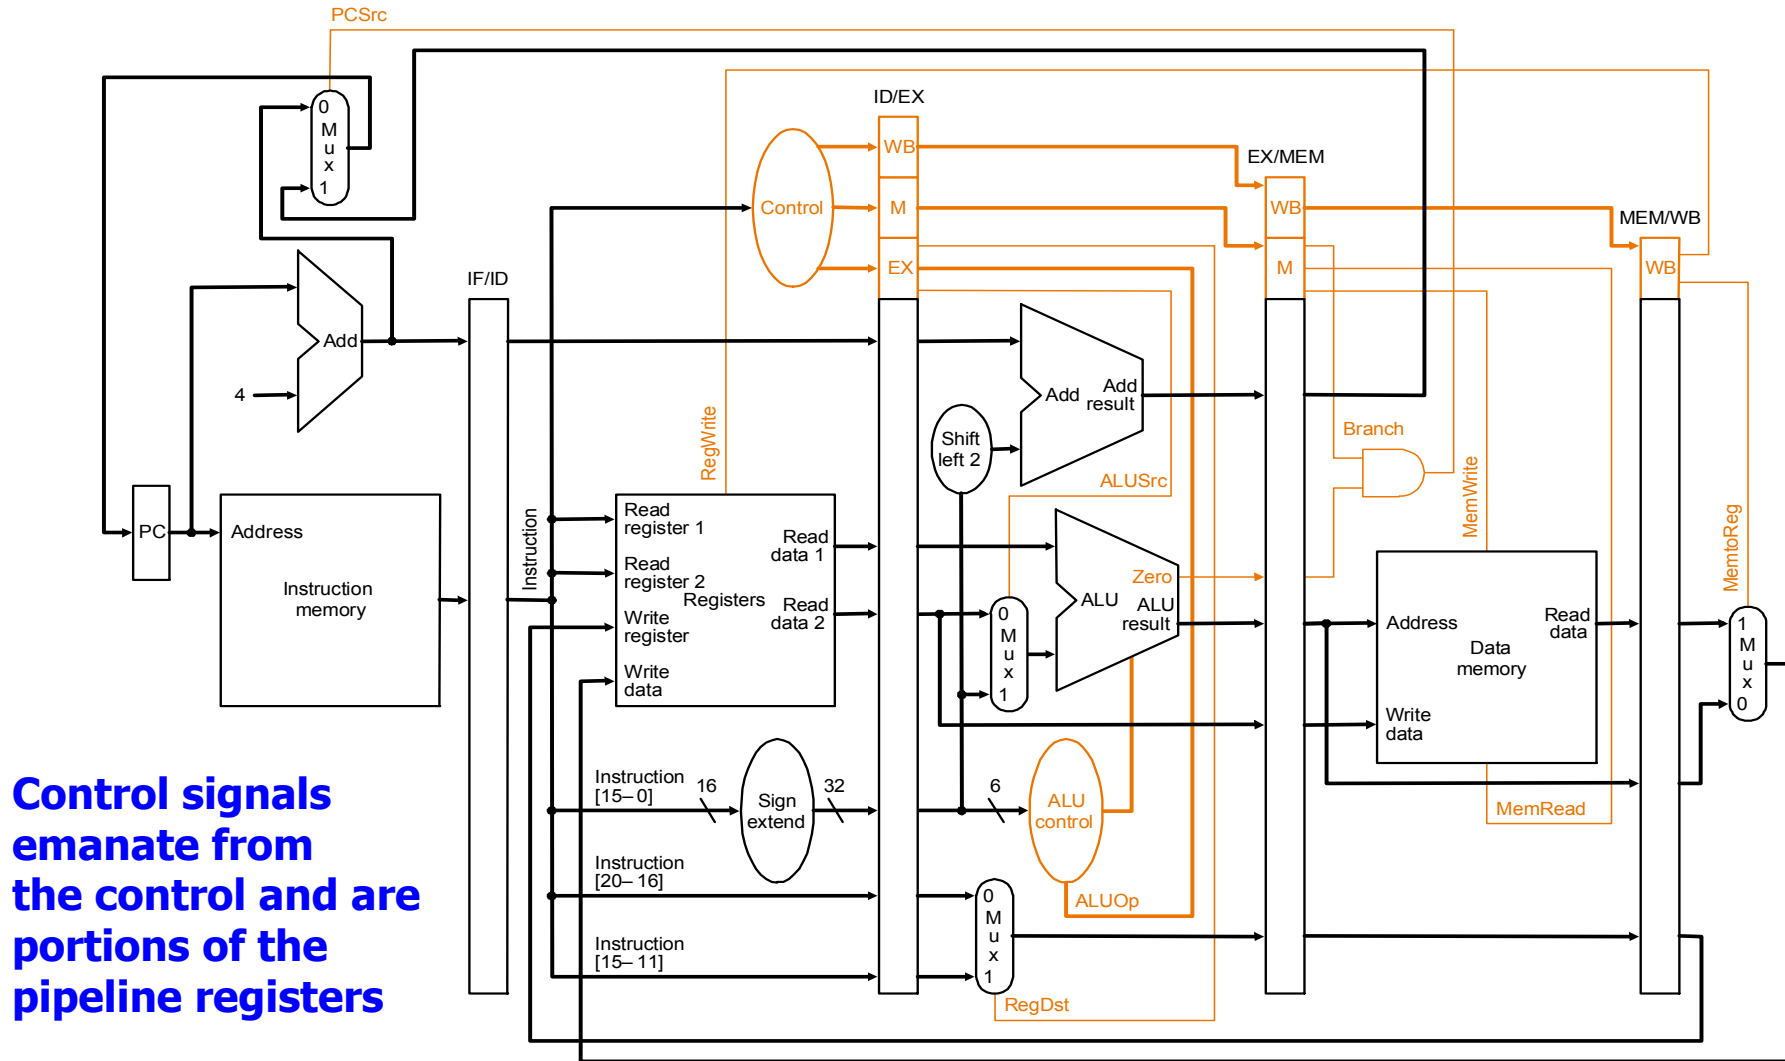 PCSrc
ID/EX
0
M
u
x
1
WB
EX/MEM
Control
M
WB
MEM/WB
IF/ID
EX
M
WB
Add
4
Add
Add
result
Shift
left 2
RegWrite
ALUSrc
Branch
MemWrite
MemtoReg
PC
Address
Instruction
memory
Instruction
Read
register 1
Read
register 2
Registers
Write
register
Write
data
Read
data 1
Read
data 2
0
M
u
x
1
Zero
ALU
ALU
result
Address
Data
memory
Read
data
Write
data
1
M
u
x
0
Instruction
[15–0]
16
Sign
extend
32
6
ALU
control
MemRead
Instruction
[20–16]
Instruction
[15–11]
0
M
u
x
1
ALUOp
RegDst
Control signals
emanate from
the control and are
portions of the
pipeline registers